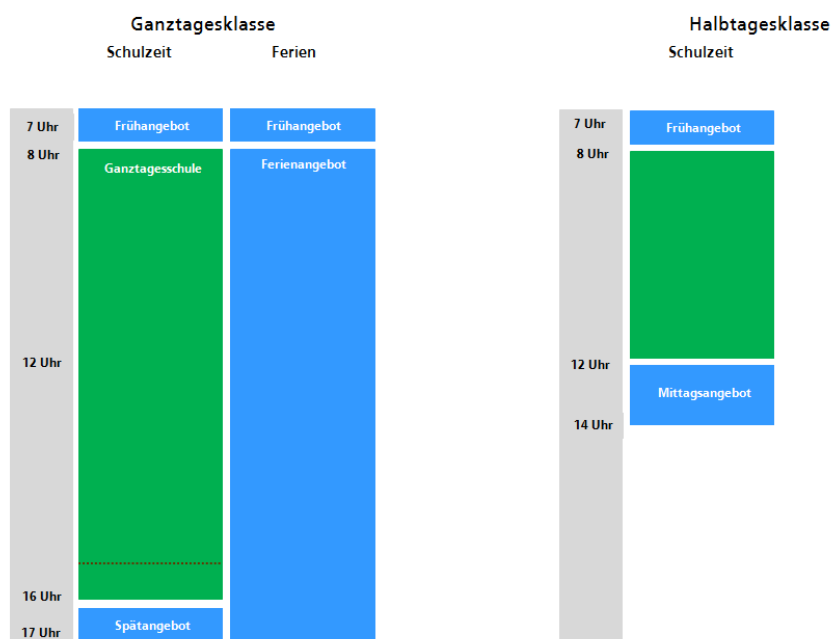 Ganztagesklasse
Schulzeit
Ferien
7 Uhr
Frühangebot
Frühangebot
8 Uhr
Ganztagesschule
Ferienangebot
12 Uhr
16 Uhr
Spätangebot
17 Uhr
Halbtagesklasse
Schulzeit
7 Uhr
Frühangebot
8 Uhr
12 Uhr
Mittagsangebot
14 Uhr